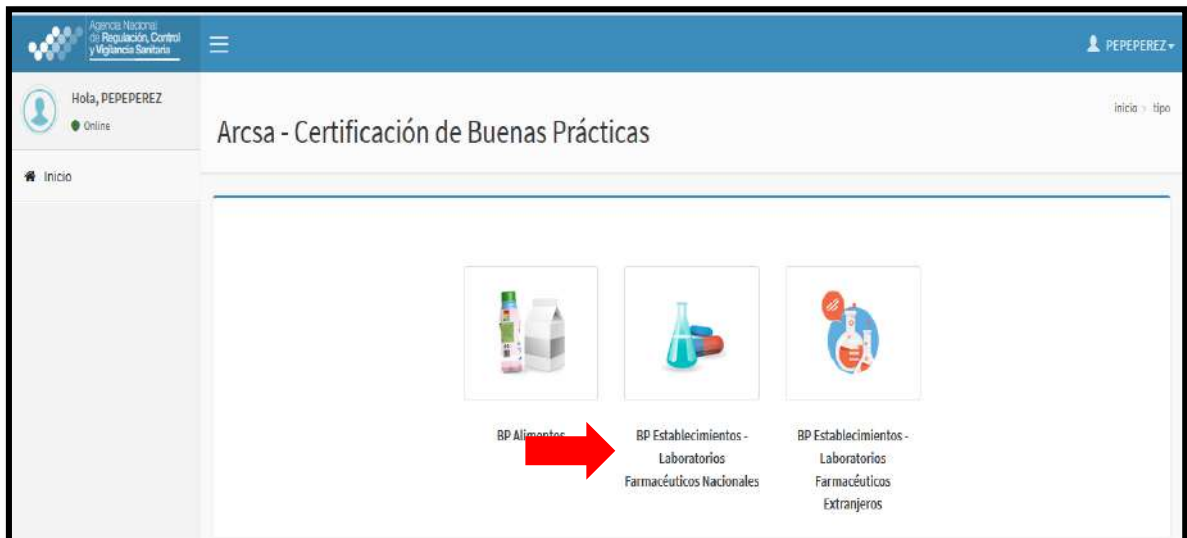 Agencia Nacional
de Regulación, Control
y Vigilancia Sanitaria
PEPEPEREZ
Hola, PEPEPEREZ
Online
inicio > tipo
Arcsa - Certificación de Buenas Prácticas
Inicio
BP Alimentos
BP Establecimientos -
Laboratorios
Farmacéuticos Nacionales
BP Establecimientos -
Laboratorios
Farmacéuticos
Extranjeros